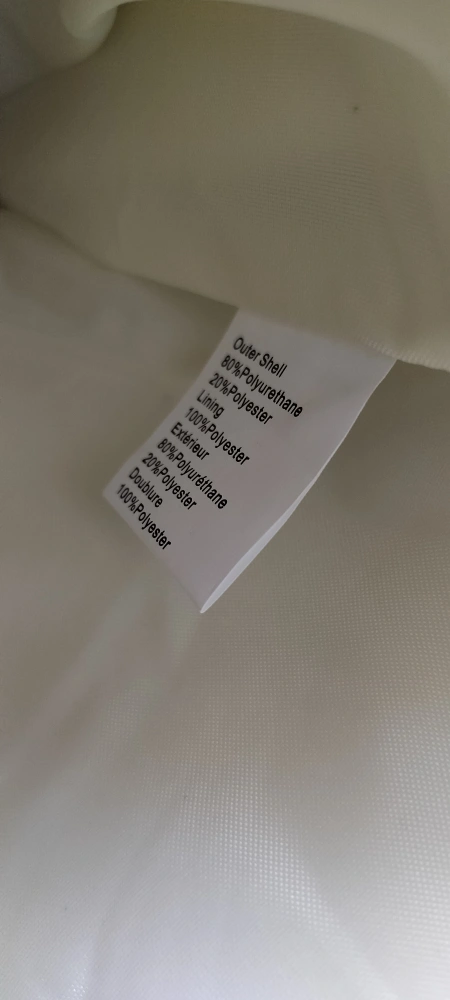 Outer Shell
80%Polyurethane
20%Polyester
Lining
100%Polyester
Extérieur
80%Polyuréthane
20%Polyester
Doublure
100%Polyester